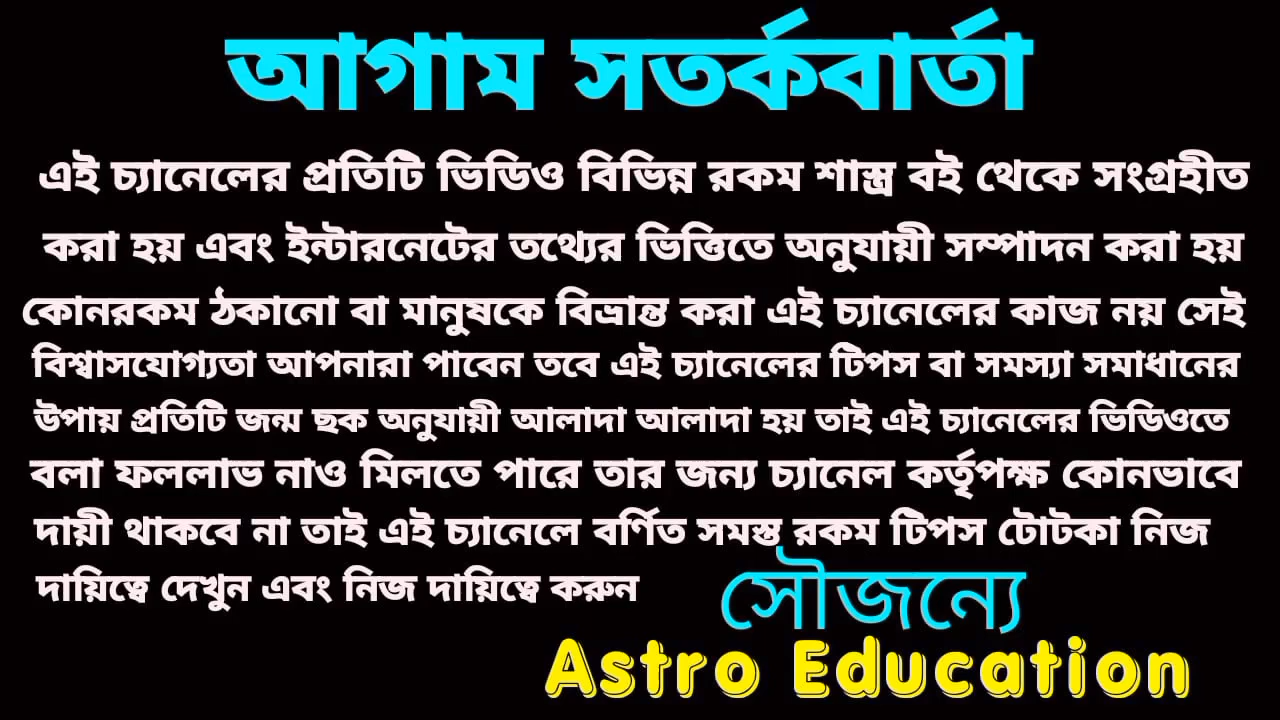 আগাম সতর্কবার্তা
এই চ্যানেলের প্রতিটি ভিডিও বিভিন্ন রকম শাস্ত্র বই থেকে সংগ্রহীত
করা হয় এবং ইন্টারনেটের তথ্যের ভিত্তিতে অনুযায়ী সম্পাদন করা হয়
কোনরকম ঠকানো বা মানুষকে বিভ্রান্ত করা এই চ্যানেলের কাজ নয় সেই
বিশ্বাসযোগ্যতা আপনারা পাবেন তবে এই চ্যানেলের টিপস বা সমস্যা সমাধানের
উপায় প্রতিটি জন্ম ছক অনুযায়ী আলাদা আলাদা হয় তাই এই চ্যানেলের ভিডিওতে
বলা ফললাভ নাও মিলতে পারে তার জন্য চ্যানেল কর্তৃপক্ষ কোনভাবে
দায়ী থাকবে না তাই এই চ্যানেলে বর্ণিত সমস্ত রকম টিপস টোটকা নিজ
দায়িত্বে দেখুন এবং নিজ দায়িত্বে করুন
সৌজন্যে
Astro Education